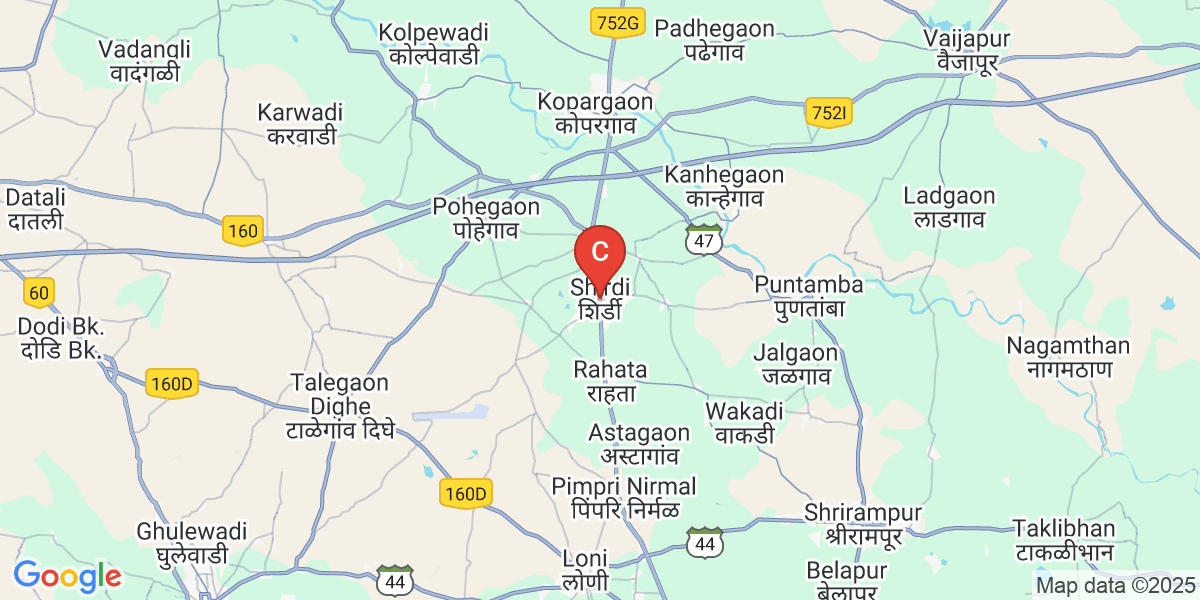 752G
Padhegaon
पढेगाव
Kolpewadi
कोल्पेवाडी
Vaijapur
वैजापूर
Vadangli
वादंगळी
Kopargaon
कोपरगाव
Karwadi
करवाडी
752I
Kanhegaon
कान्हेगाव
Datali
दातली
Ladgaon
लाडगाव
Pohegaon
पोहेगाव
160
47
C
Shirdi
शिर्डी
60
Puntamba
पुणतांबा
Dodi Bk.
दोडि Bk.
Nagamthan
नागमठाण
Jalgaon
जळगाव
Rahata
राहता
160D
Talegaon
Dighe
टाळेगांव दिघे
Wakadi
वाकडी
Astagaon
अस्टागांव
160D
Pimpri Nirmal
पिंपरि निर्मळ
Shrirampur
श्रीरामपूर
Ghulewadi
घुलेवाडी
Taklibhan
टाकळीभान
44
Loni
लोणी
44
Belapur
बेलापूर
Google
Map data ©2025